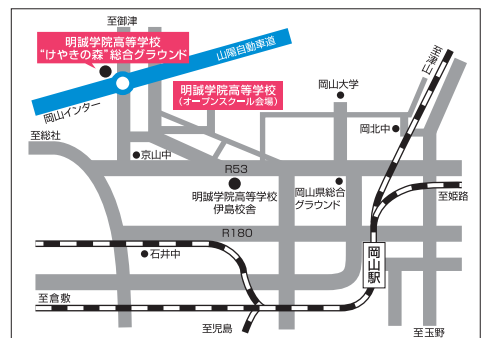 至御津
明誠学院高等学校
“けやきの森”総合グラウンド
山陽自動車道
至津山
岡山インター
明誠学院高等学校
(オープンスクール会場)
岡山大学
岡北中
至総社
京山中
R53
明誠学院高等学校
伊島校舎
岡山県総合
グラウンド
至姫路
R180
石井中
岡山駅
至倉敷
至児島
至玉野